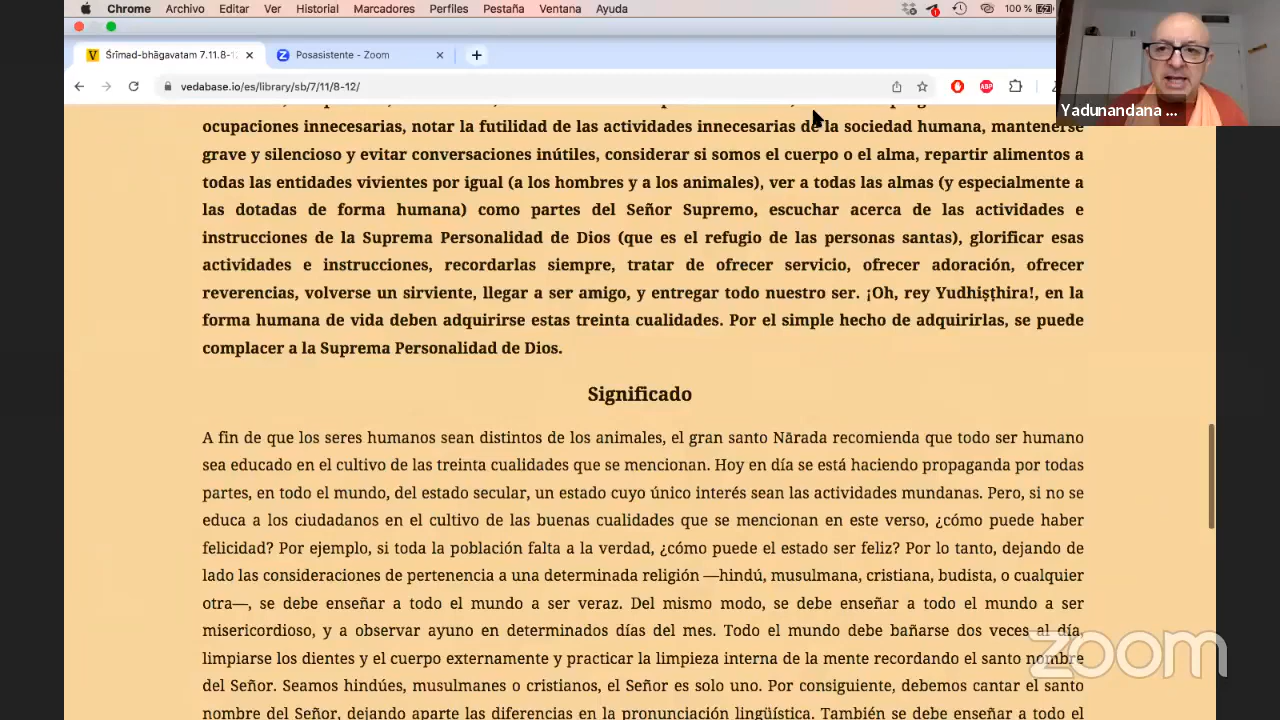 Chrome Archivo Editar Ver Historial Marcadores Perfiles Pestaña Ventana Ayuda 100 %
Śrīmad-bhāgavatam 7.11.8-12 Posasistente - Zoom
vedabase.io/es/library/sb/7/11/8-12/
Yadunandana ...
ocupaciones innecesarias, notar la futilidad de las actividades innecesarias de la sociedad humana, mantenerse
grave y silencioso y evitar conversaciones inútiles, considerar si somos el cuerpo o el alma, repartir alimentos a
todas las entidades vivientes por igual (a los hombres y a los animales), ver a todas las almas (y especialmente a
las dotadas de forma humana) como partes del Señor Supremo, escuchar acerca de las actividades e
instrucciones de la Suprema Personalidad de Dios (que es el refugio de las personas santas), glorificar esas
actividades e instrucciones, recordarlas siempre, tratar de ofrecer servicio, ofrecer adoración, ofrecer
reverencias, volverse un sirviente, llegar a ser amigo, y entregar todo nuestro ser. ¡Oh, rey Yudhiṣṭhira!, en la
forma humana de vida deben adquirirse estas treinta cualidades. Por el simple hecho de adquirirlas, se puede
complacer a la Suprema Personalidad de Dios.
Significado
A fin de que los seres humanos sean distintos de los animales, el gran santo Nārada recomienda que todo ser humano
sea educado en el cultivo de las treinta cualidades que se mencionan. Hoy en día se está haciendo propaganda por todas
partes, en todo el mundo, del estado secular, un estado cuyo único interés sean las actividades mundanas. Pero, si no se
educa a los ciudadanos en el cultivo de las buenas cualidades que se mencionan en este verso, ¿cómo puede haber
felicidad? Por ejemplo, si toda la población falta a la verdad, ¿cómo puede el estado ser feliz? Por lo tanto, dejando de
lado las consideraciones de pertenencia a una determinada religión —hindú, musulmana, cristiana, budista, o cualquier
otra—, se debe enseñar a todo el mundo a ser veraz. Del mismo modo, se debe enseñar a todo el mundo a ser
misericordioso, y a observar ayuno en determinados días del mes. Todo el mundo debe bañarse dos veces al día,
limpiarse los dientes y el cuerpo externamente y practicar la limpieza interna de la mente recordando el santo nombre
del Señor. Seamos hindúes, musulmanes o cristianos, el Señor es solo uno. Por consiguiente, debemos cantar el santo
nombre del Señor, dejando aparte las diferencias en la pronunciación lingüística. También se debe enseñar a todo el
zoom